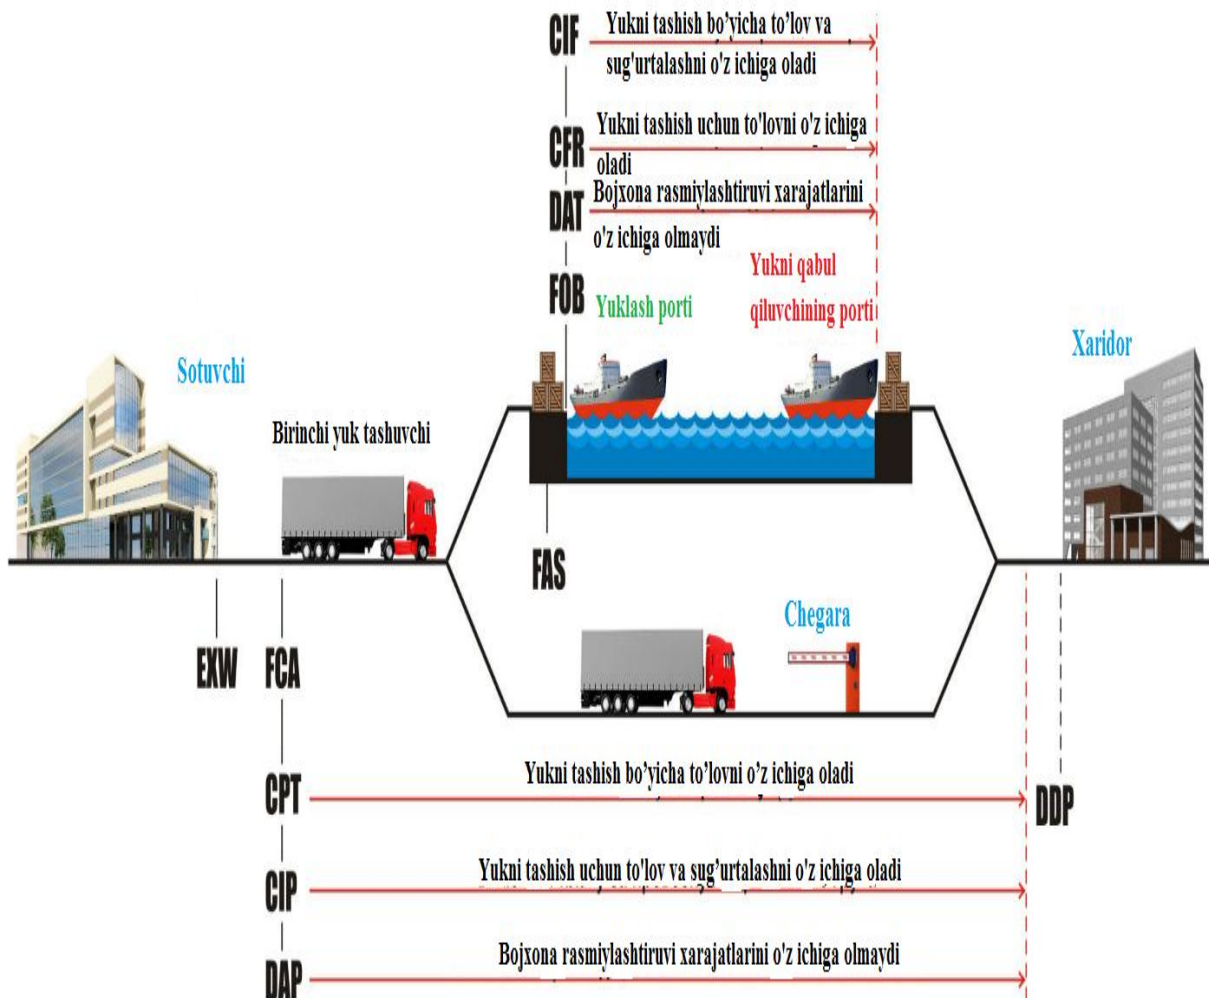 CIF
Yukni tashish bo’yicha to’lov va
sug'urtalashni o'z ichiga oladi
CFR
Yukni tashish uchun to'lovni o'z ichiga
oladi
DAT
Bojxona rasmiylashtiruvi xarajatlarini
o'z ichiga olmaydi
FOB
Yuklash porti
Yukni qabul
qiluvchining porti
Sotuvchi
Xaridor
Birinchi yuk tashuvchi
FAS
EXW
FCA
Chegara
CPT
Yukni tashish bo’yicha to’lovni o’z ichiga oladi
DDP
CIP
Yukni tashish uchun to'lov va sug’urtalashni o'z ichiga oladi
DAP
Bojxona rasmiylashtiruvi xarajatlarini o'z ichiga olmaydi